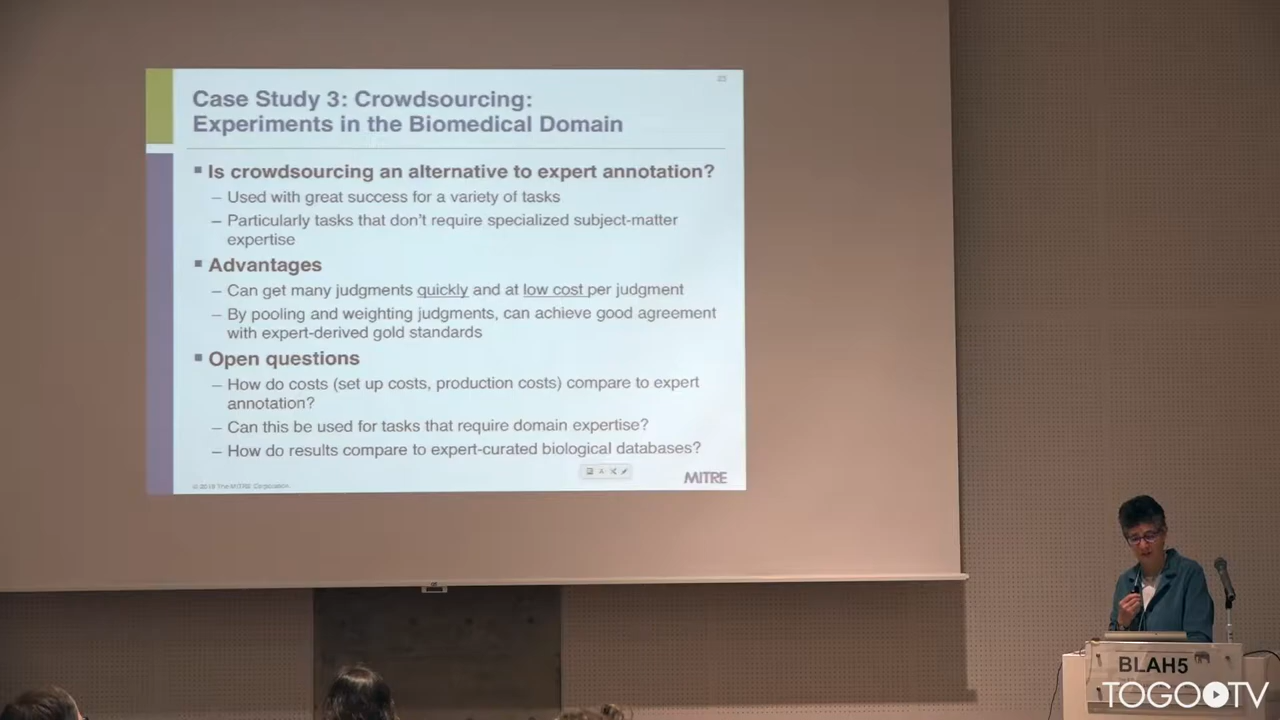 23
Case Study 3: Crowdsourcing:
Experiments in the Biomedical Domain
Is crowdsourcing an alternative to expert annotation?
– Used with great success for a variety of tasks
– Particularly tasks that don't require specialized subject-matter
expertise
Advantages
– Can get many judgments quickly and at low cost per judgment
– By pooling and weighting judgments, can achieve good agreement
with expert-derived gold standards
Open questions
– How do costs (set up costs, production costs) compare to expert
annotation?
– Can this be used for tasks that require domain expertise?
– How do results compare to expert-curated biological databases?
MITRE
The MITRE Corporation
BLAH5
TOGOTV